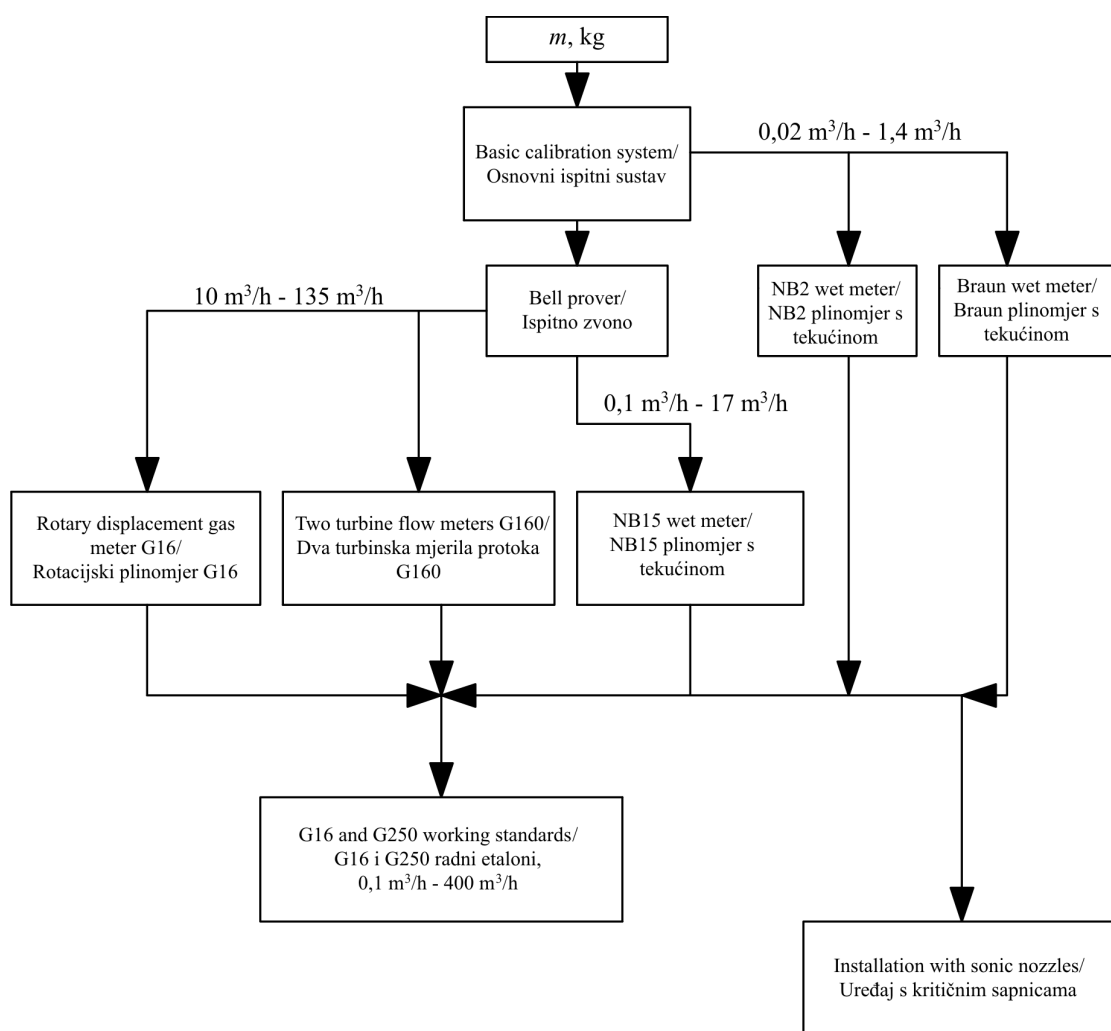 m, kg
0,02 m³/h - 1,4 m³/h
Basic calibration system/
Osnovni ispitni sustav
10 m³/h - 135 m³/h
Bell prover/
Ispitno zvono
NB2 wet meter/
NB2 plinomjer s
tekućinom
Braun wet meter/
Braun plinomjer s
tekućinom
0,1 m³/h - 17 m³/h
Rotary displacement gas
meter G16/
Rotacijski plinomjer G16
Two turbine flow meters G160/
Dva turbinska mjerila protoka
G160
NB15 wet meter/
NB15 plinomjer s
tekućinom
G16 and G250 working standards/
G16 i G250 radni etaloni,
0,1 m³/h - 400 m³/h
Installation with sonic nozzles/
Uređaj s kritičnim sapnicama